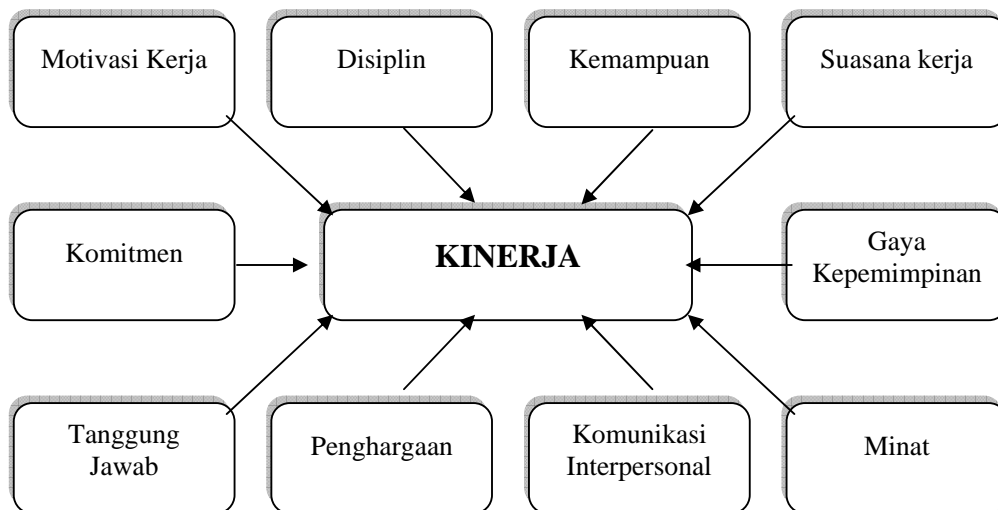 Motivasi Kerja
Disiplin
Kemampuan
Suasana kerja
Komitmen
KINERJA
Gaya
Kepemimpinan
Tanggung
Jawab
Penghargaan
Komunikasi
Interpersonal
Minat